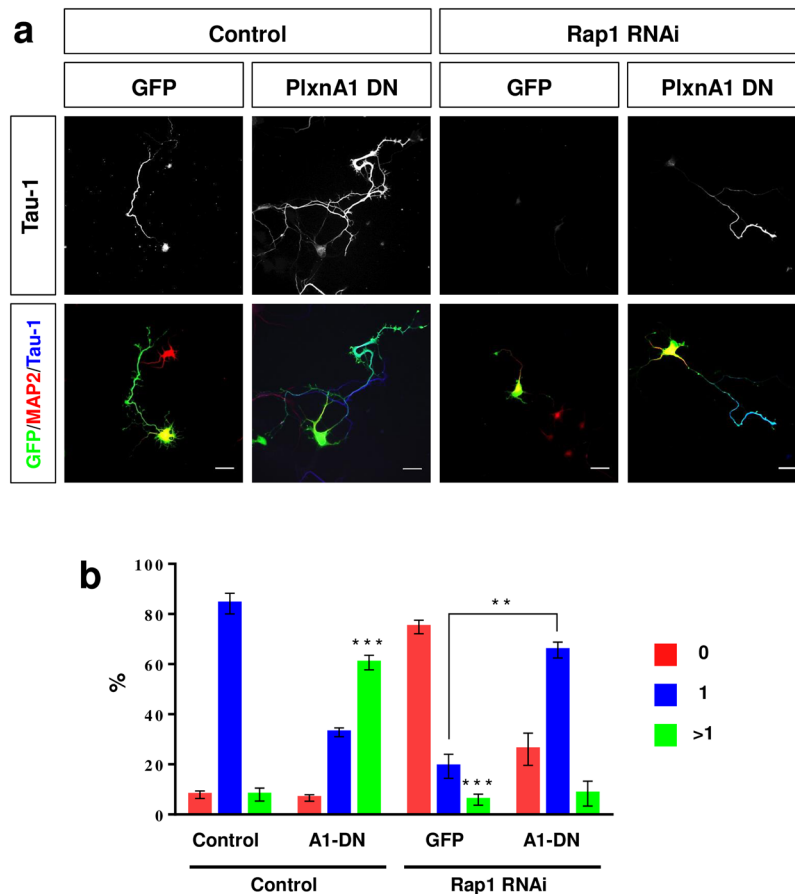 a
Control
Rap1 RNAi
GFP
PlxnA1 DN
GFP
PlxnA1 DN
Tau-1
GFP/MAP2/Tau-1
b
%
100
80
60
40
20
0
***
***
**
0
1
>1
Control
A1-DN
GFP
A1-DN
Control
Rap1 RNAi